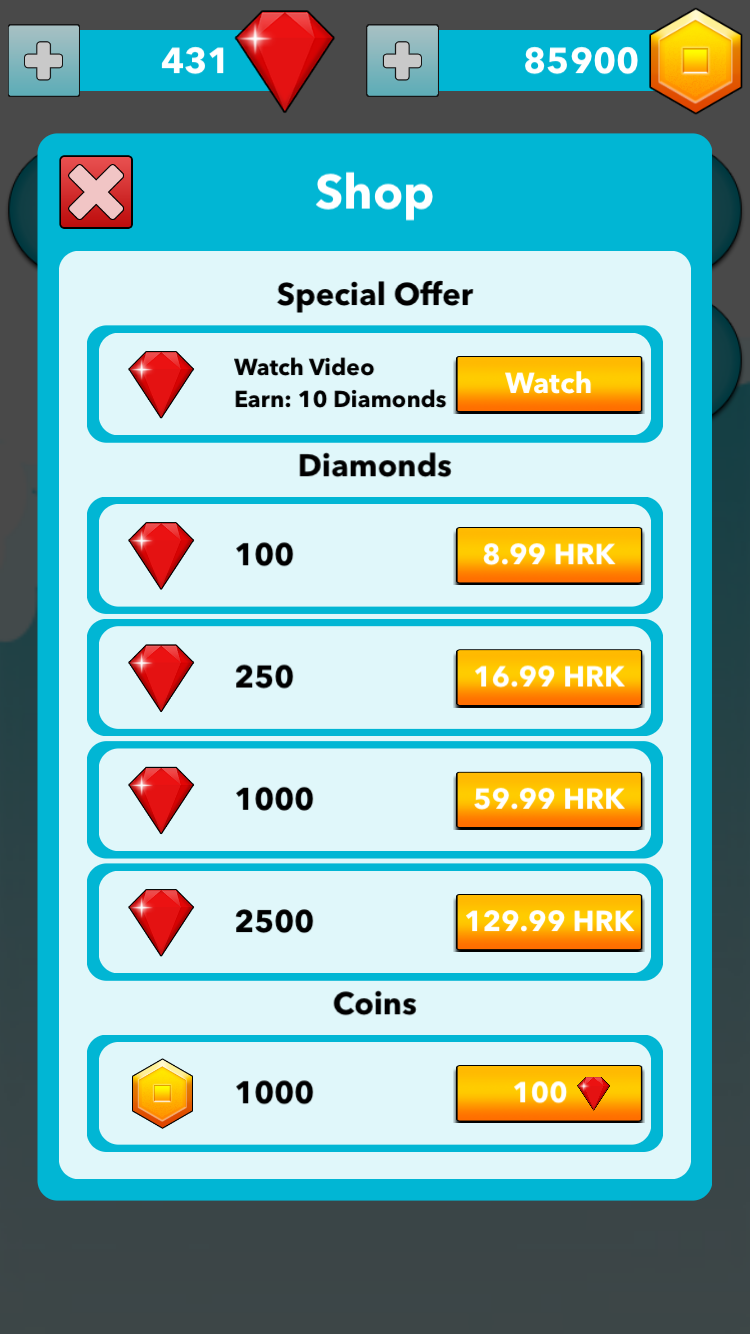 431
85900
Shop
Special Offer
Watch Video
Earn: 10 Diamonds
Watch
Diamonds
100
8.99 HRK
250
16.99 HRK
1000
59.99 HRK
2500
129.99 HRK
Coins
1000
100